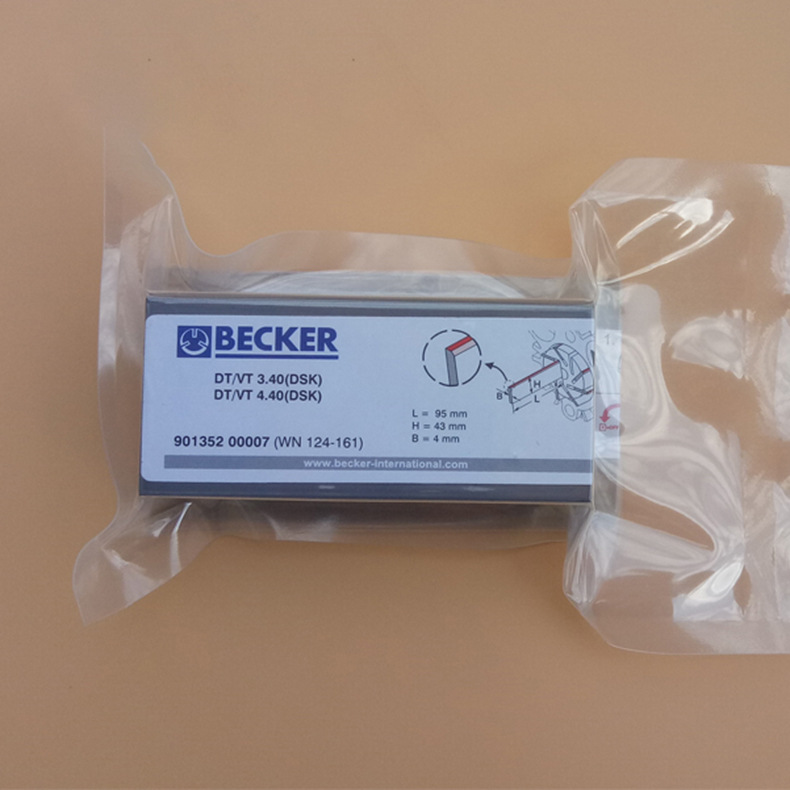 BECKER
DT/VT 3.40(DSK)
DT/VT 4.40(DSK)
901352 00007 (WN 124-161)
B
H
L
L = 95 mm
H = 43 mm
B = 4 mm
1.
www.becker-international.com